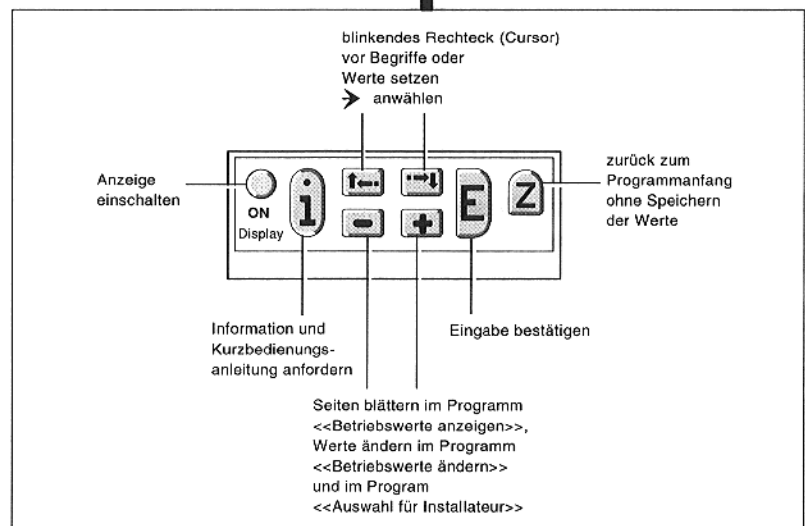 blinkendes Rechteck (Cursor)
vor Begriffe oder
Werte setzen
→ anwählen
Anzeige
einschalten
zurück zum
Programmanfang
ohne Speichern
der Werte
ON
Display
i
E
Z
-
+
Information und
Kurzbedienungs-
anleitung anfordern
Eingabe bestätigen
Seiten blättern im Programm
<<Betriebswerte anzeigen>>,
Werte ändern im Programm
<<Betriebswerte ändern>>
und im Program
<<Auswahl für Installateur>>